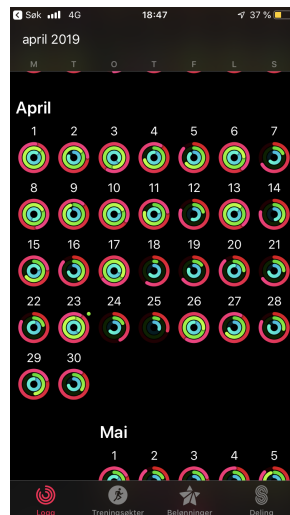 Søk 4G 18:47 37 %
april 2019
M T O T F L S
April
1 2 3 4 5 6 7
8 9 10 11 12 13 14
15 16 17 18 19 20 21
22 23 24 25 26 27 28
29 30
Mai
1 2 3 4 5
Logg Treningsøkter Belønninger Deling